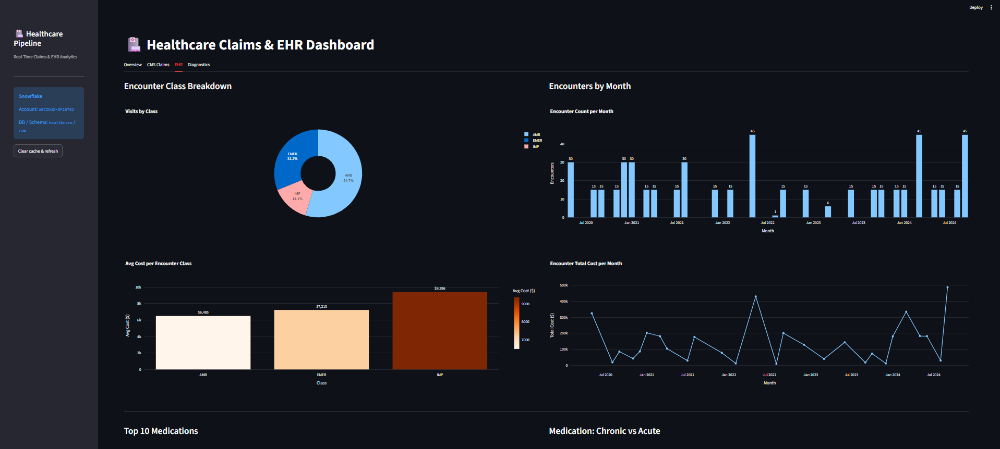 Deploy
Healthcare
Pipeline
Real-Time Claims & EHR Analytics
Snowflake
Account: ABCIDUX-GP18792
DB / Schema: healthcare /
raw
Clear cache & refresh
Healthcare Claims & EHR Dashboard
Overview CMS Claims EHR Diagnostics
Encounter Class Breakdown
Visits by Class
AMB
EMER
IMP
EMER
31.2%
AMB
54.7%
IMP
14.1%
Encounters by Month
Encounter Count per Month
Encounters
40
30
20
10
0
30 15 15 15 30 30 15 15 15 30 15 15 45 1 15 15 6 15 15 15 15 15 45 15 15 15 45
Jul 2020 Jan 2021 Jul 2021 Jan 2022 Jul 2022 Jan 2023 Jul 2023 Jan 2024 Jul 2024
Month
Avg Cost per Encounter Class
Avg Cost ($)
10k
8k
6k
4k
2k
0
$6,485 $7,213 $9,396
AMB EMER IMP
Class
Avg Cost ($)
9000
8000
7000
Encounter Total Cost per Month
Total Cost ($)
500k
400k
300k
200k
100k
0
Jul 2020 Jan 2021 Jul 2021 Jan 2022 Jul 2022 Jan 2023 Jul 2023 Jan 2024 Jul 2024
Month
Top 10 Medications
Medication: Chronic vs Acute